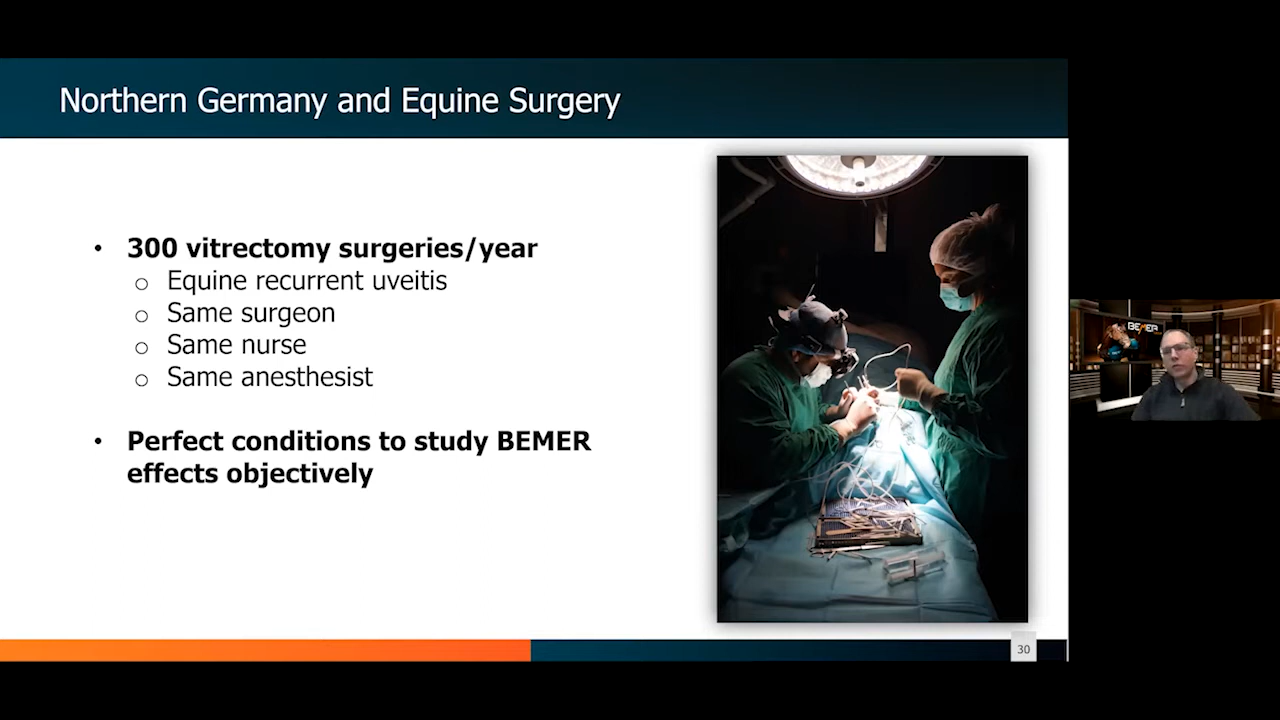 Northern Germany and Equine Surgery
• 300 vitrectomy surgeries/year
o Equine recurrent uveitis
o Same surgeon
o Same nurse
o Same anesthesist
• Perfect conditions to study BEMER
effects objectively
BEMER
30